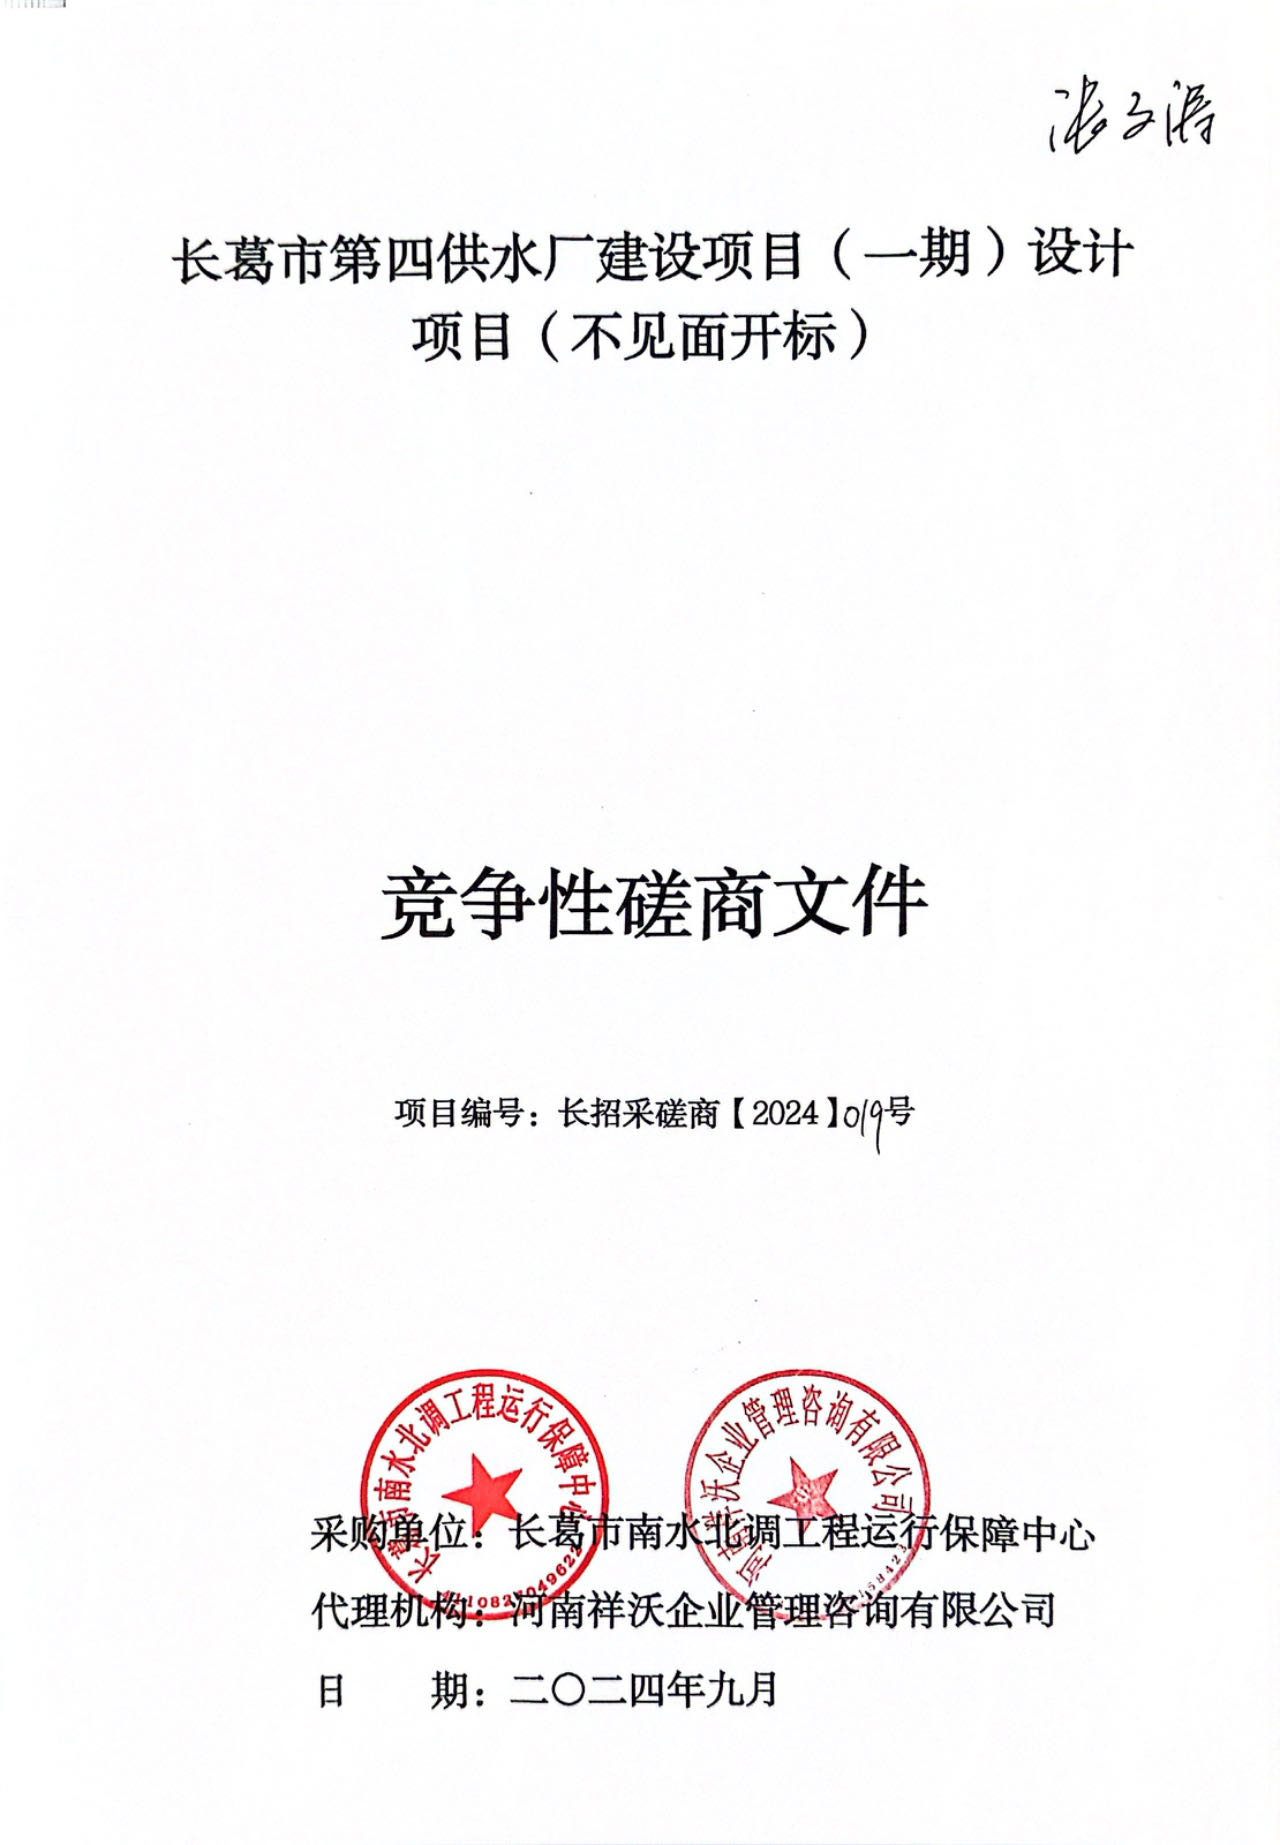 张文涛
长葛市第四供水厂建设项目（一期）设计
项目（不见面开标）
竞争性磋商文件
项目编号：长招采磋商【2024】019号
长葛市南水北调工程运行保障中心
河南祥沃企业管理咨询有限公司
采购单位：长葛市南水北调工程运行保障中心
代理机构：河南祥沃企业管理咨询有限公司
日　　期：二〇二四年九月